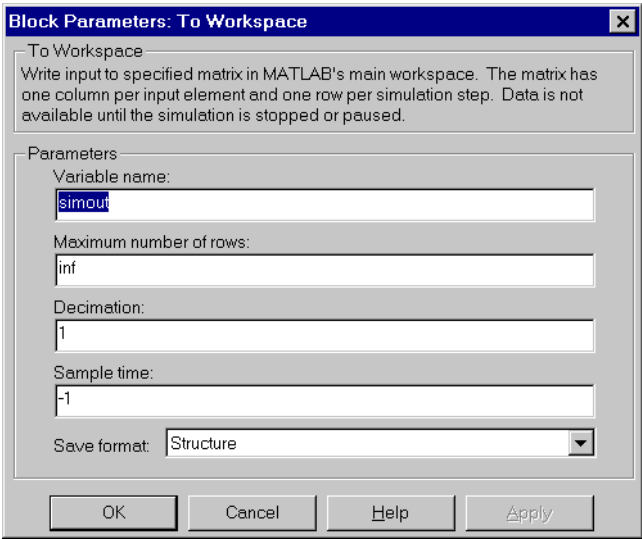 Block Parameters: To Workspace
To Workspace
Write input to specified matrix in MATLAB's main workspace. The matrix has
one column per input element and one row per simulation step. Data is not
available until the simulation is stopped or paused.
Parameters
Variable name:
simout
Maximum number of rows:
inf
Decimation:
1
Sample time:
-1
Save format: Structure
OK Cancel Help Apply